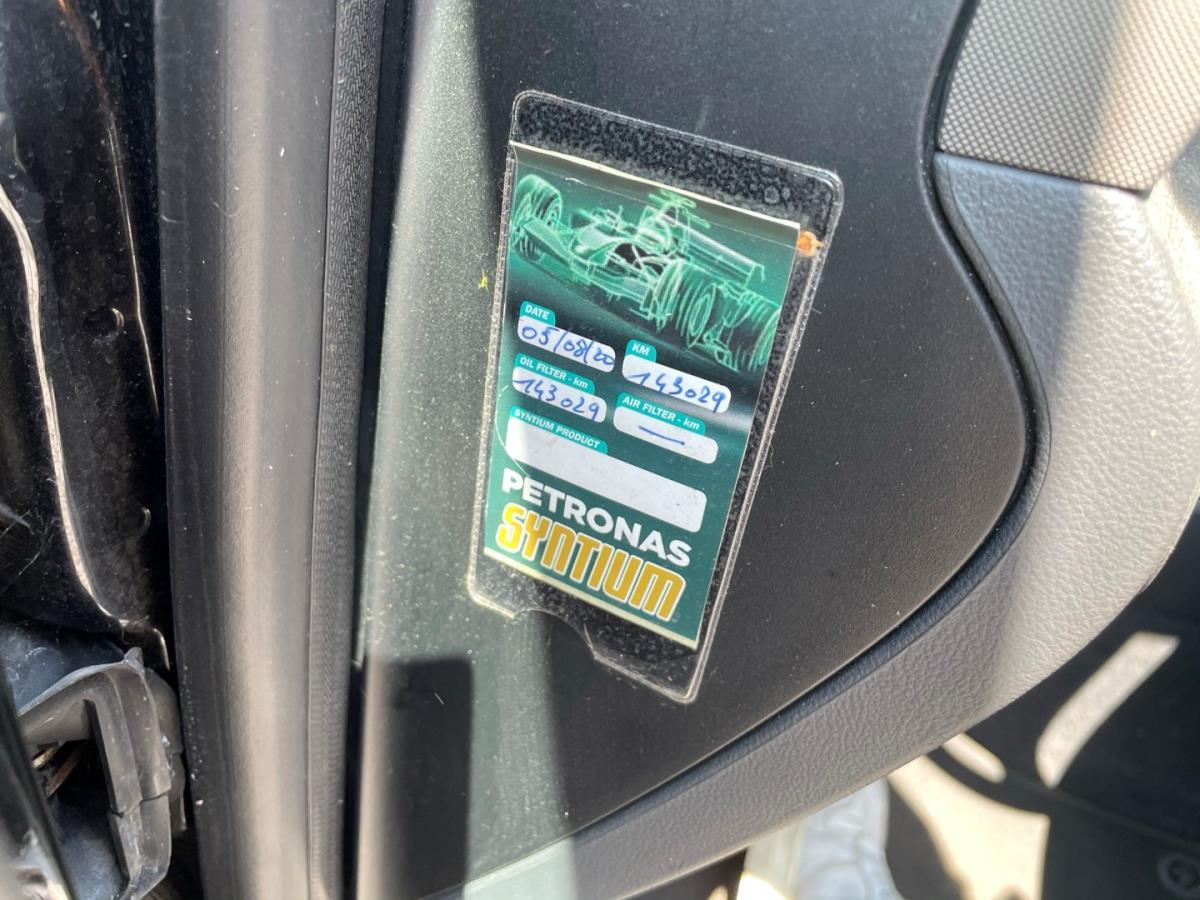 DATE
05/08/20
KM
143029
OIL FILTER - km
143029
AIR FILTER - km
—
SYNTIUM PRODUCT
PETRONAS
SYNTIUM